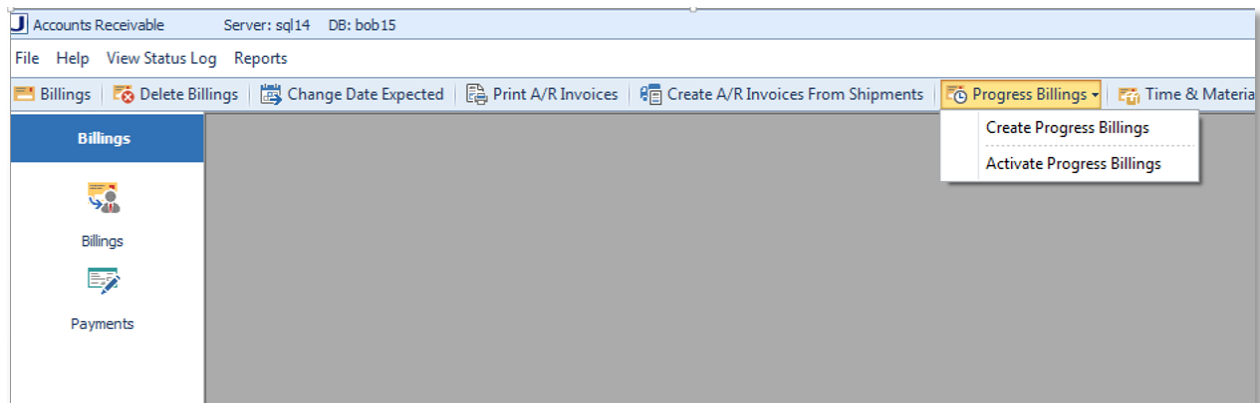 J Accounts Receivable Server: sql14 DB: bob15
File Help View Status Log Reports
Billings Delete Billings Change Date Expected Print A/R Invoices Create A/R Invoices From Shipments Progress Billings Time & Materia
Billings
Create Progress Billings
Activate Progress Billings
Billings
Payments